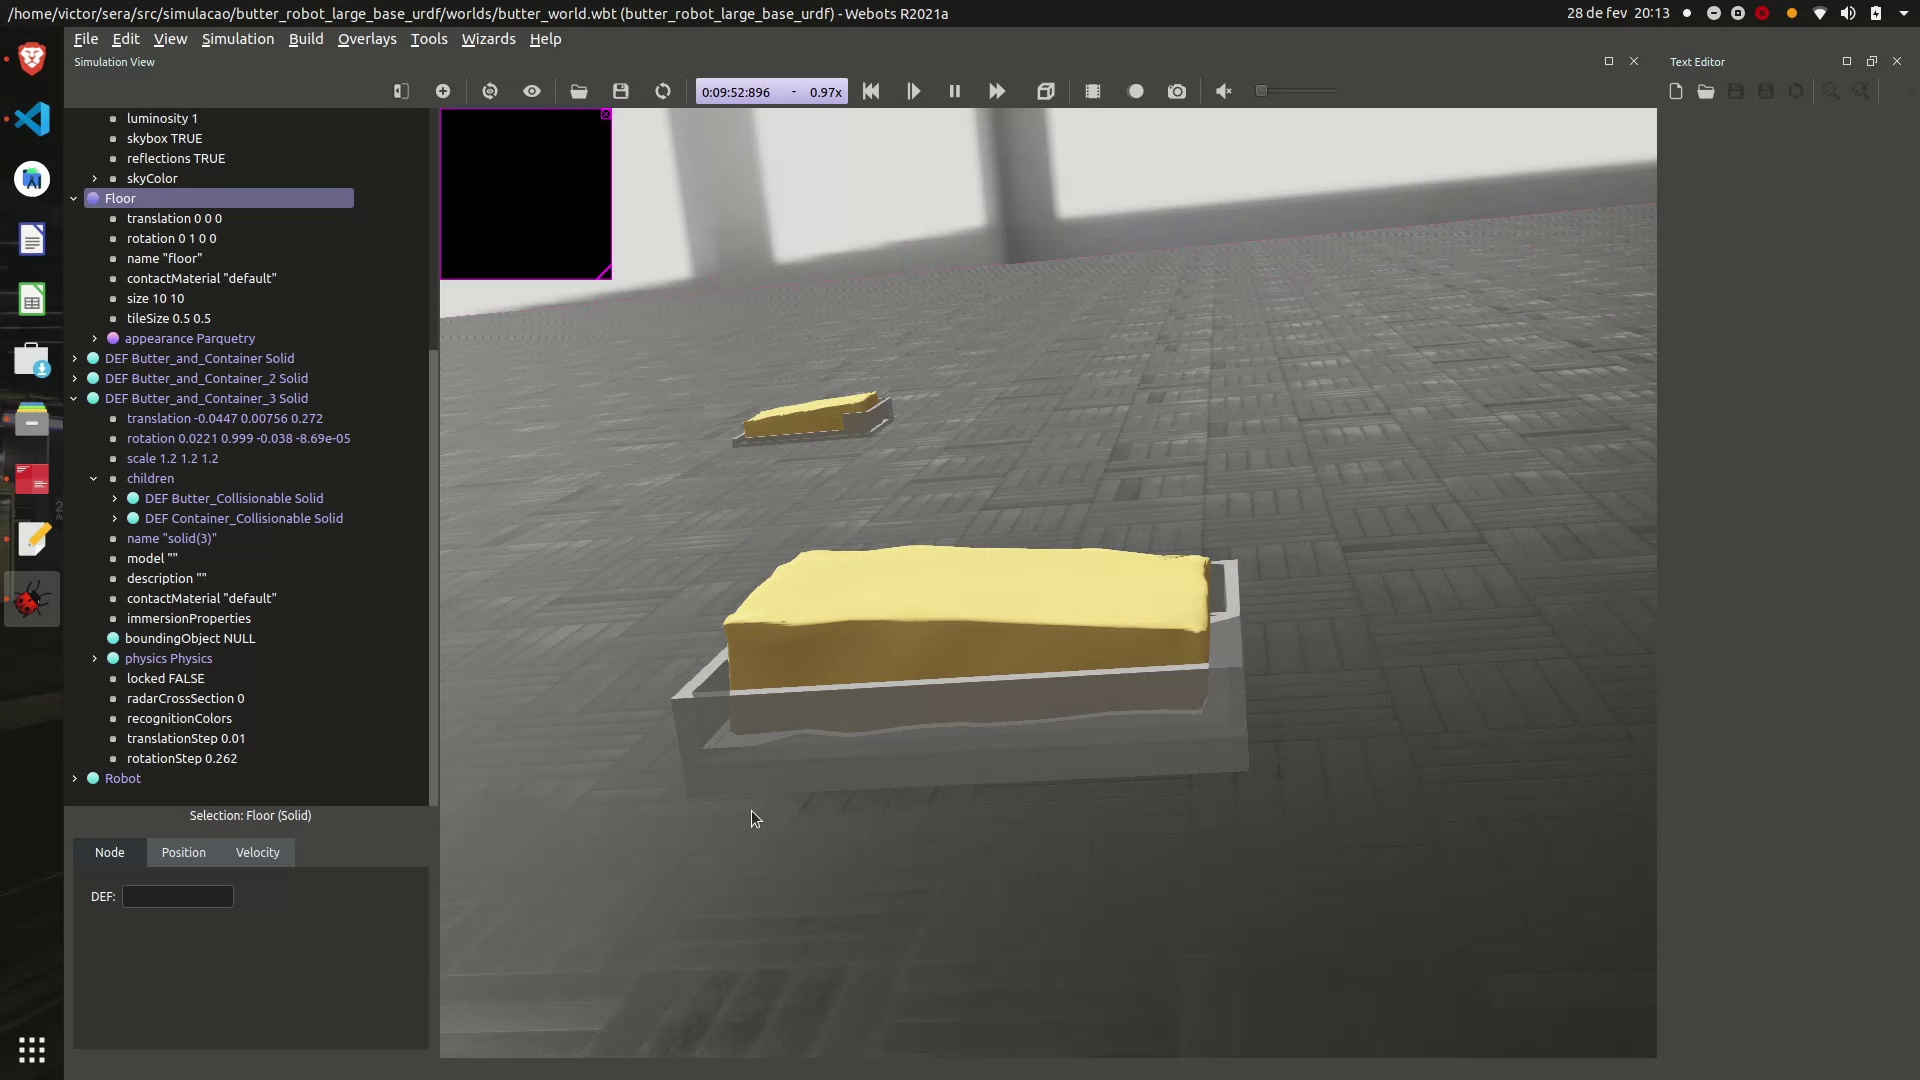 /home/victor/sera/src/simulacao/butter_robot_large_base_urdf/worlds/butter_world.wbt (butter_robot_large_base_urdf) - Webots R2021a
28 de fev 20:13
File Edit View Simulation Build Overlays Tools Wizards Help
Simulation View
Text Editor
0:09:52:896 - 0.97x
luminosity 1
skybox TRUE
reflections TRUE
skyColor
Floor
translation 0 0 0
rotation 0 1 0 0
name "floor"
contactMaterial "default"
size 10 10
tileSize 0.5 0.5
appearance Parquetry
DEF Butter_and_Container Solid
DEF Butter_and_Container_2 Solid
DEF Butter_and_Container_3 Solid
translation -0.0447 0.00756 0.272
rotation 0.0221 0.999 -0.038 -8.69e-05
scale 1.2 1.2 1.2
children
DEF Butter_Collisionable Solid
DEF Container_Collisionable Solid
name "solid(3)"
model ""
description ""
contactMaterial "default"
immersionProperties
boundingObject NULL
physics Physics
locked FALSE
radarCrossSection 0
recognitionColors
translationStep 0.01
rotationStep 0.262
Robot
Selection: Floor (Solid)
Node Position Velocity
DEF: